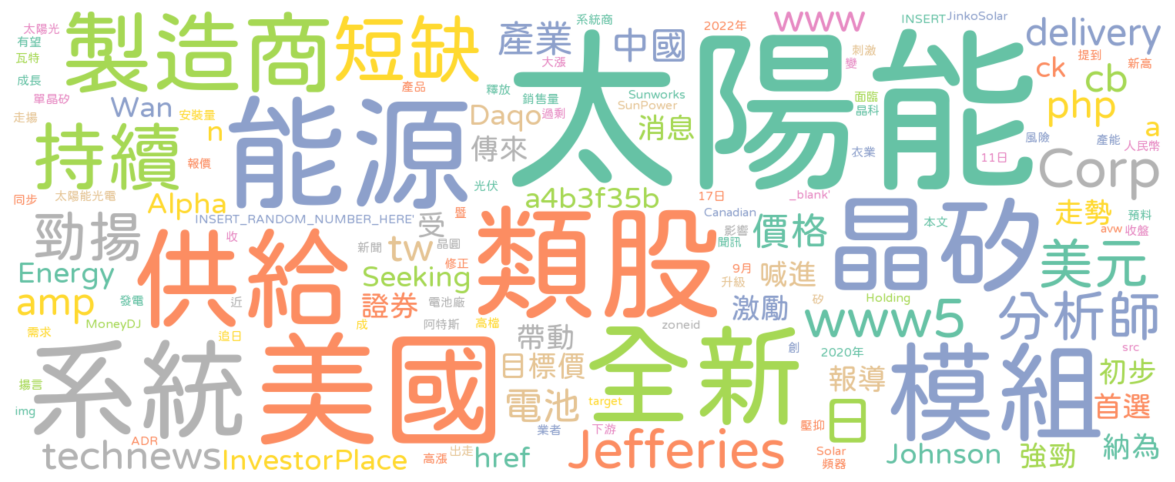 太陽光
有望
瓦特
成長
單晶矽
走揚
製造商
短缺
系統商
產業
大漲
中國
2022年
www
刺激
變
INSERT
JinkoSolar
delivery
提到
新高
ck
cb
php
a
人民幣
Wan
安裝量
n
報價
持續
能源
產品
Daqo
傳來
釋放
銷售量
過剩
Sunworks
SunPower
消息
太陽能
面臨
晶科
衣業
11日
風險
產能
Corp
同步
太陽能光電
Alpha
INSERT_RANDOM_NUMBER_HERE'
光伏
暨
受
a4b3f35b
17日
_blank'
勁揚
收
新聞
晶圓
tw
修正
供給
類股
Canadian
影響
聞訊
價格
晶矽
本文
走勢
預料
avw
收盤
美元
Energy
amp
發電
近
Seeking
證券
電池廠
9月
升級
喊進
激勵
矽
Holding
www5
分析師
需求
MoneyDJ
追日
成
阿特斯
高檔
帶動
zoneid
創
2020年
src
系統
美國
目標價
全新
報導
模組
初步
揚言
img
電池
target
業者
下游
壓抑
日
首選
technews
ADR
InvestorPlace
高漲
出走
href
Jefferies
Solar
頻器
Johnson
強勁
納為